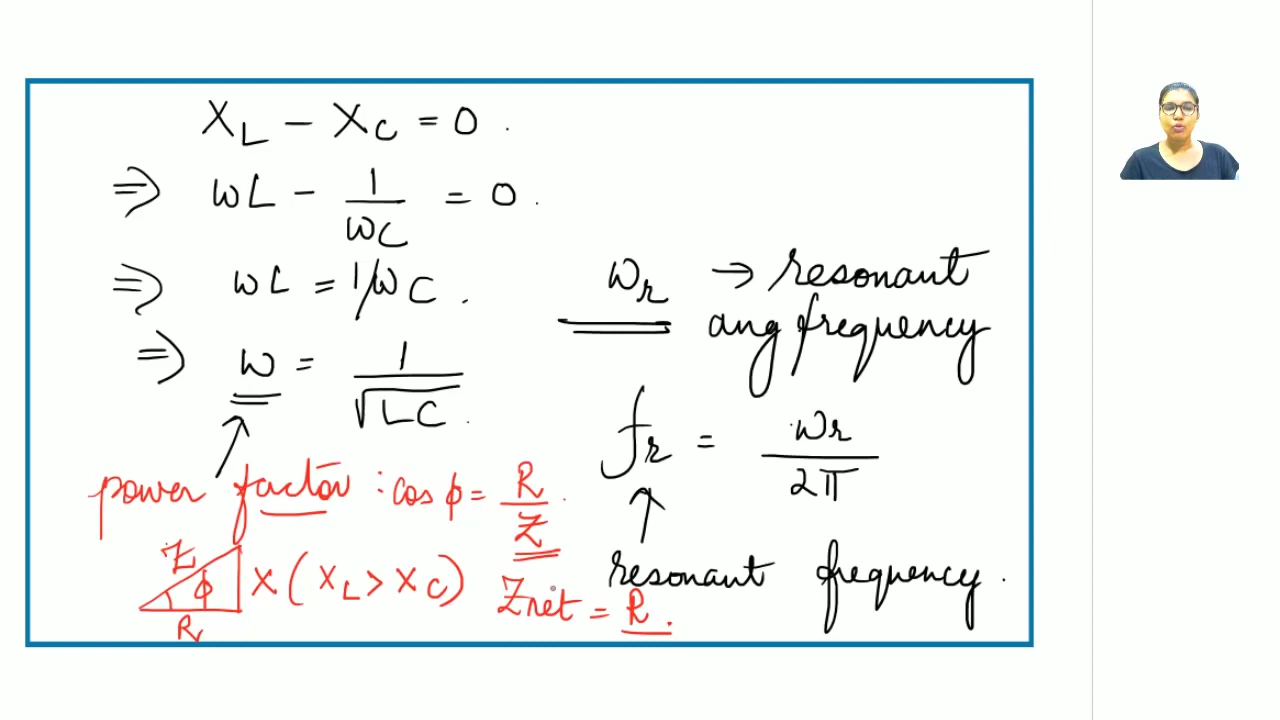 X_L - X_C = 0 .
⇒ ωL - 1/ωC = 0 .
⇒ ωL = 1/ωC .
⇒ ω = 1/√LC .
ω_r → resonant
ang frequency
f_r = ω_r/2π
resonant frequency .
power factor : cos ϕ = R/Z .
Z ϕ X ( X_L > X_C )
R
Z_net = R .